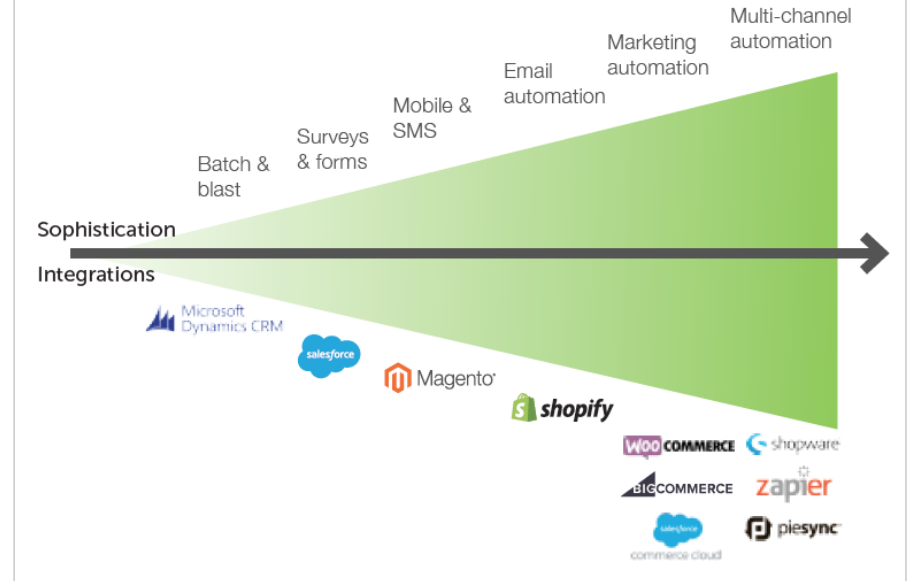 Multi-channel
automation
Marketing
automation
Email
automation
Mobile &
SMS
Surveys
& forms
Batch &
blast
Sophistication
Integrations
Microsoft
Dynamics CRM
salesforce
Magento
shopify
WOO COMMERCE
shopware
BIGCOMMERCE
zapier
salesforce
commerce cloud
piesync